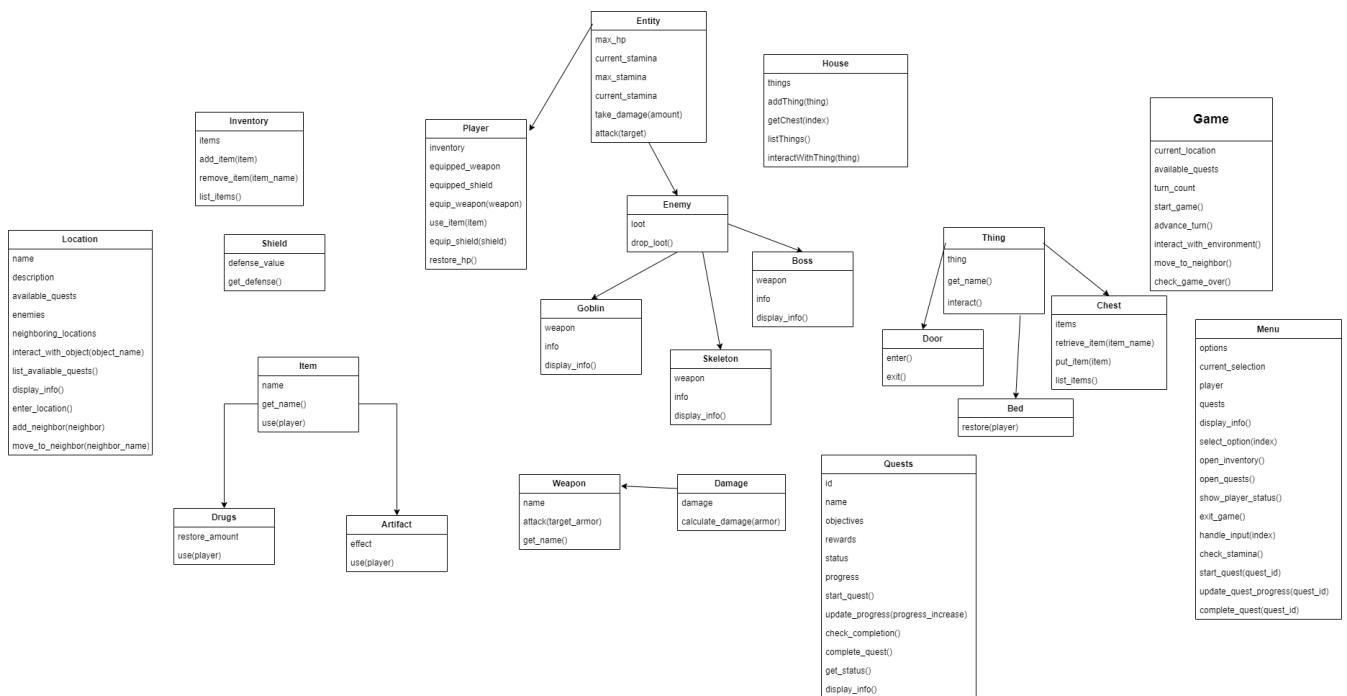 Entity
max_hp
current_stamina
max_stamina
current_stamina
take_damage(amount)
attack(target)
House
things
addThing(thing)
getChest(index)
listThings()
interactWithThing(thing)
Game
current_location
available_quests
turn_count
start_game()
advance_turn()
interact_with_environment()
move_to_neighbor()
check_game_over()
Inventory
items
add_item(item)
remove_item(item_name)
list_items()
Player
inventory
equipped_weapon
equipped_shield
equip_weapon(weapon)
use_item(item)
equip_shield(shield)
restore_hp()
Enemy
loot
drop_loot()
Location
name
description
available_quests
enemies
neighboring_locations
interact_with_object(object_name)
list_avaliable_quests()
display_info()
enter_location()
add_neighbor(neighbor)
move_to_neighbor(neighbor_name)
Shield
defense_value
get_defense()
Boss
weapon
info
display_info()
Thing
thing
get_name()
interact()
Goblin
weapon
info
display_info()
Skeleton
weapon
info
display_info()
Door
enter()
exit()
Chest
items
retrieve_item(item_name)
put_item(item)
list_items()
Bed
restore(player)
Menu
options
current_selection
player
quests
display_info()
select_option(index)
open_inventory()
open_quests()
show_player_status()
exit_game()
handle_input(index)
check_stamina()
start_quest(quest_id)
update_quest_progress(quest_id)
complete_quest(quest_id)
Item
name
get_name()
use(player)
Drugs
restore_amount
use(player)
Artifact
effect
use(player)
Weapon
name
attack(target_armor)
get_name()
Damage
damage
calculate_damage(armor)
Quests
id
name
objectives
rewards
status
progress
start_quest()
update_progress(progress_increase)
check_completion()
complete_quest()
get_status()
display_info()